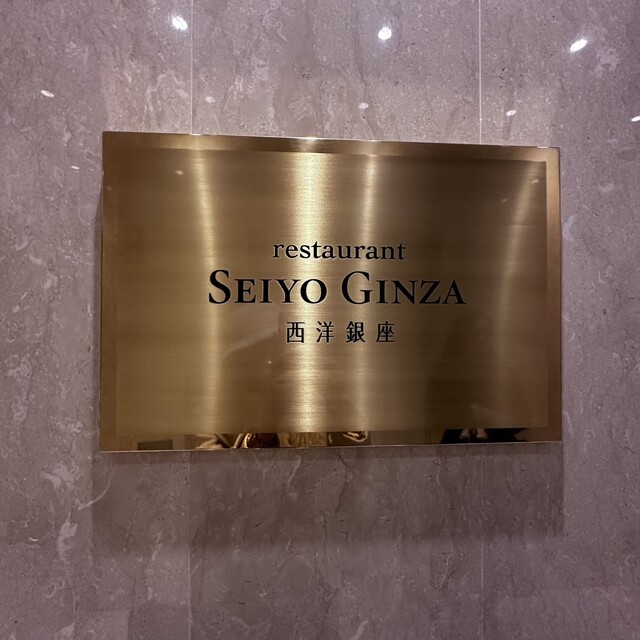 restaurant
SEIYO GINZA
西洋銀座